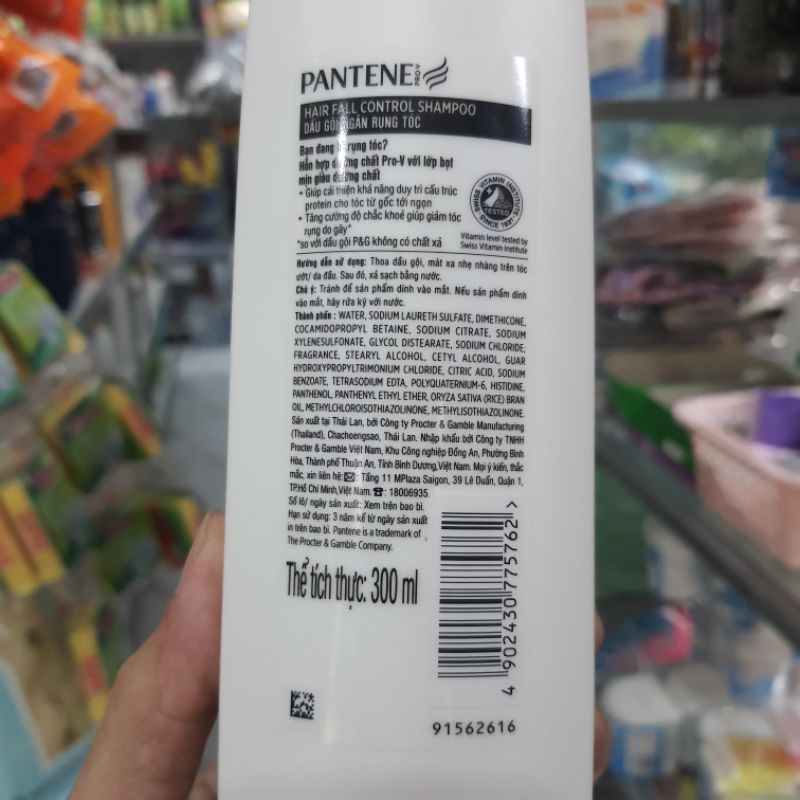 PANTENE
PRO-V
HAIR FALL CONTROL SHAMPOO
DẦU GỘI NGĂN RỤNG TÓC
Bạn đang bị rụng tóc?
Hỗn hợp dưỡng chất Pro-V với lớp bọt
mịn giàu dưỡng chất
• Giúp cải thiện khả năng duy trì cấu trúc
protein cho tóc từ gốc tới ngọn
• Tăng cường độ chắc khoẻ giúp giảm tóc
rụng do gãy*
*so với dầu gội P&G không có chất xả
SWISS VITAMIN INSTITUTE
TESTED
SINCE 1931
Vitamin level tested by
Swiss Vitamin Institute
Hướng dẫn sử dụng: Thoa dầu gội, mát xa nhẹ nhàng trên tóc
ướt/ da đầu. Sau đó, xả sạch bằng nước.
Chú ý: Tránh để sản phẩm dính vào mắt. Nếu sản phẩm dính
vào mắt, hãy rửa kỹ với nước.
Thành phần: WATER, SODIUM LAURETH SULFATE, DIMETHICONE,
COCAMIDOPROPYL BETAINE, SODIUM CITRATE, SODIUM
XYLENESULFONATE, GLYCOL DISTEARATE, SODIUM CHLORIDE,
FRAGRANCE, STEARYL ALCOHOL, CETYL ALCOHOL, GUAR
HYDROXYPROPYLTRIMONIUM CHLORIDE, CITRIC ACID, SODIUM
BENZOATE, TETRASODIUM EDTA, POLYQUATERNIUM-6, HISTIDINE,
PANTHENOL, PANTHENYL ETHYL ETHER, ORYZA SATIVA (RICE) BRAN
OIL, METHYLCHLOROISOTHIAZOLINONE, METHYLISOTHIAZOLINONE.
Sản xuất tại Thái Lan, bởi Công ty Procter & Gamble Manufacturing
(Thailand), Chachoengsao, Thái Lan. Nhập khẩu bởi Công ty TNHH
Procter & Gamble Việt Nam, Khu Công nghiệp Đồng An, Phường Bình
Hòa, Thành phố Thuận An, Tỉnh Bình Dương,Việt Nam. Mọi ý kiến, thắc
mắc, xin liên hệ: Tầng 11 MPlaza Saigon, 39 Lê Duẩn, Quận 1,
TP.Hồ Chí Minh,Việt Nam. : 18006935.
Số lô/ ngày sản xuất: Xem trên bao bì.
Hạn sử dụng: 3 năm kể từ ngày sản xuất
in trên bao bì. Pantene is a trademark of
The Procter & Gamble Company.
Thể tích thực: 300 ml
4 902430 775762 >
91562616